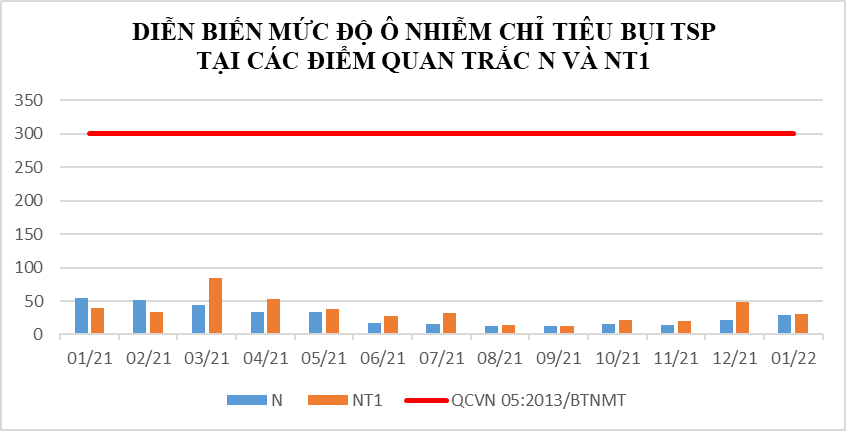 DIỄN BIẾN MỨC ĐỘ Ô NHIỄM CHỈ TIÊU BỤI TSP
TẠI CÁC ĐIỂM QUAN TRẮC N VÀ NT1
350
300
250
200
150
100
50
0
01/21 02/21 03/21 04/21 05/21 06/21 07/21 08/21 09/21 10/21 11/21 12/21 01/22
N NT1 QCVN 05:2013/BTNMT